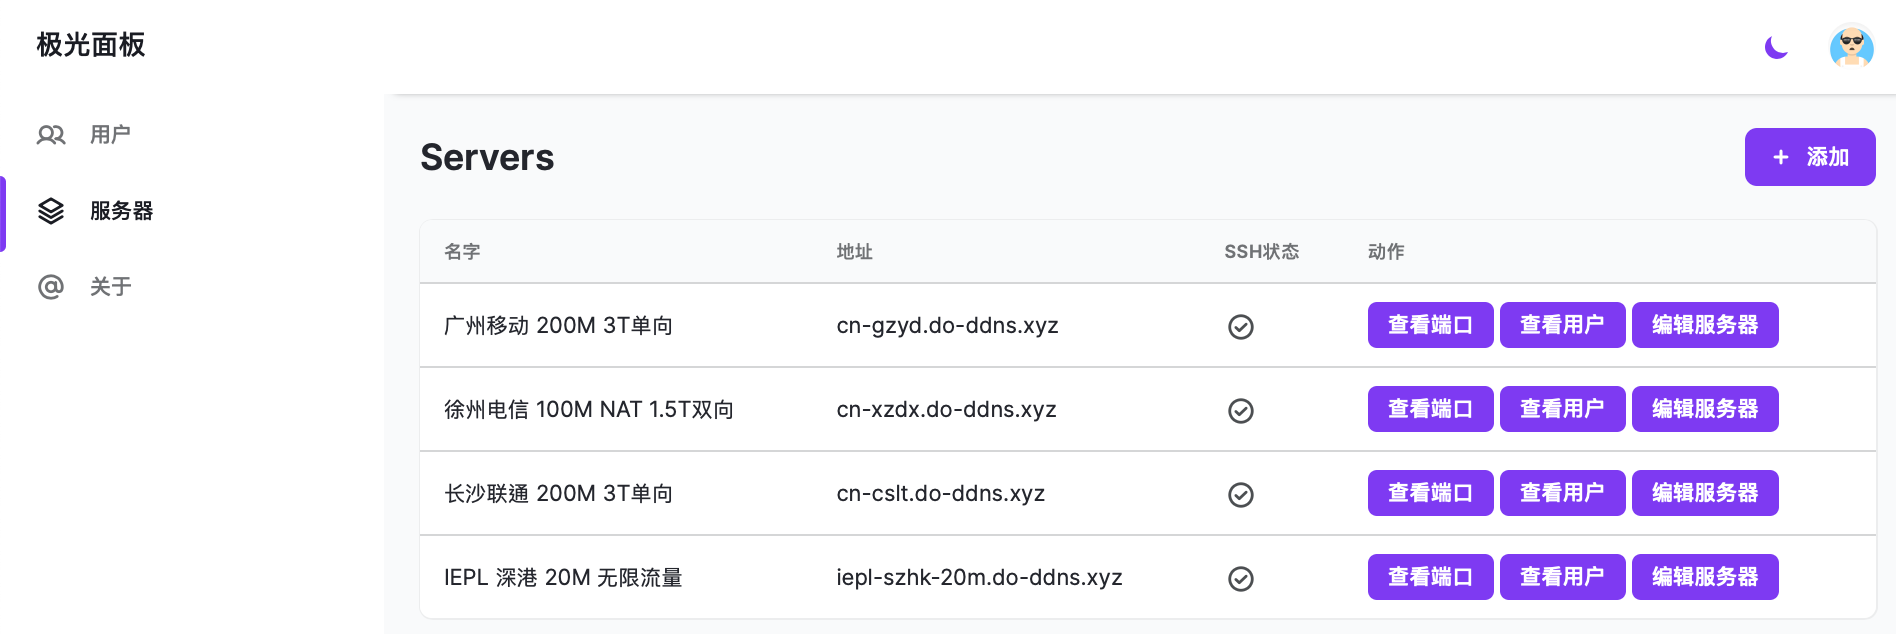 极光面板
用户
服务器
关于
Servers
+ 添加
名字 地址 SSH状态 动作
广州移动 200M 3T单向 cn-gzyd.do-ddns.xyz 查看端口 查看用户 编辑服务器
徐州电信 100M NAT 1.5T双向 cn-xzdx.do-ddns.xyz 查看端口 查看用户 编辑服务器
长沙联通 200M 3T单向 cn-cslt.do-ddns.xyz 查看端口 查看用户 编辑服务器
IEPL 深港 20M 无限流量 iepl-szhk-20m.do-ddns.xyz 查看端口 查看用户 编辑服务器